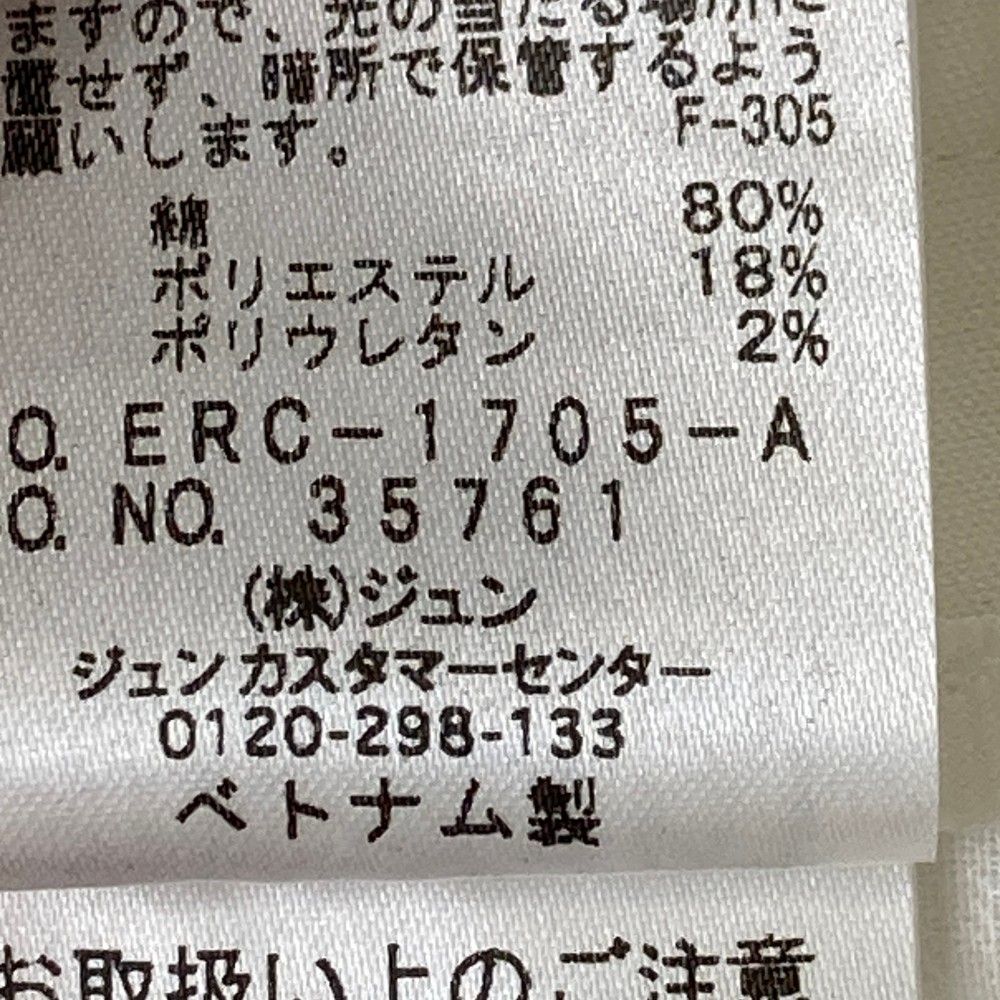 ますので、光の当たる場所に
置せず、暗所で保管するよう
願いします。
F-305
綿 80%
ポリエステル 18%
ポリウレタン 2%
O. ERC-1705-A
O. NO. 35761
(株)ジュン
ジュン カスタマーセンター
0120-298-133
ベトナム製
お取扱い上のご注意